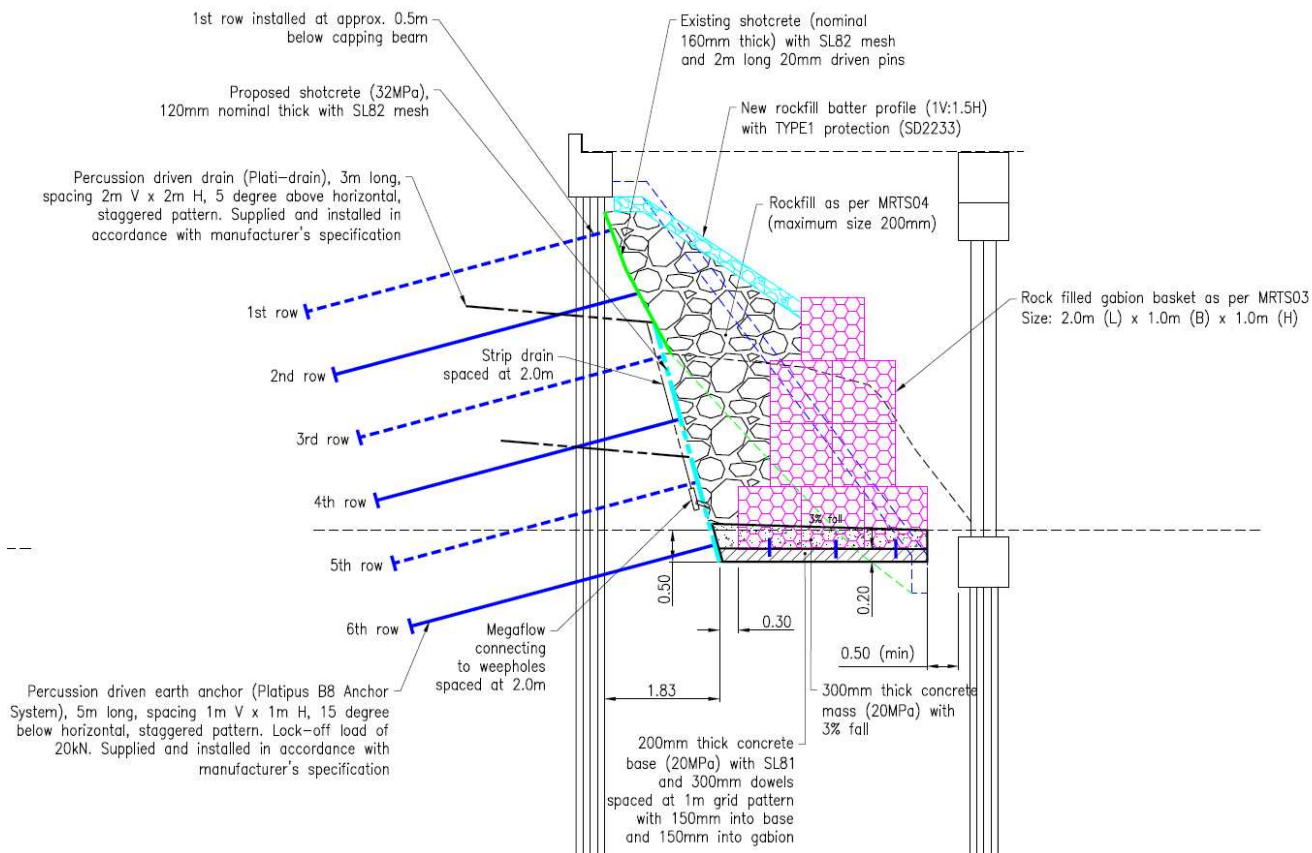 1st row installed at approx. 0.5m
below capping beam
Existing shotcrete (nominal
160mm thick) with SL82 mesh
and 2m long 20mm driven pins
Proposed shotcrete (32MPa),
120mm nominal thick with SL82 mesh
New rockfill batter profile (1V:1.5H)
with TYPE1 protection (SD2233)
Percussion driven drain (Plati-drain), 3m long,
spacing 2m V x 2m H, 5 degree above horizontal,
staggered pattern. Supplied and installed in
accordance with manufacturer's specification
Rockfill as per MRTS04
(maximum size 200mm)
Rock filled gabion basket as per MRTS03
Size: 2.0m (L) x 1.0m (B) x 1.0m (H)
1st row
2nd row
Strip drain
spaced at 2.0m
3rd row
4th row
3% fall
5th row
0.50
0.20
0.30
6th row
Megaflow
connecting
to weepholes
spaced at 2.0m
0.50 (min)
1.83
Percussion driven earth anchor (Platipus B8 Anchor
System), 5m long, spacing 1m V x 1m H, 15 degree
below horizontal, staggered pattern. Lock-off load of
20kN. Supplied and installed in accordance with
manufacturer's specification
300mm thick concrete
mass (20MPa) with
3% fall
200mm thick concrete
base (20MPa) with SL81
and 300mm dowels
spaced at 1m grid pattern
with 150mm into base
and 150mm into gabion